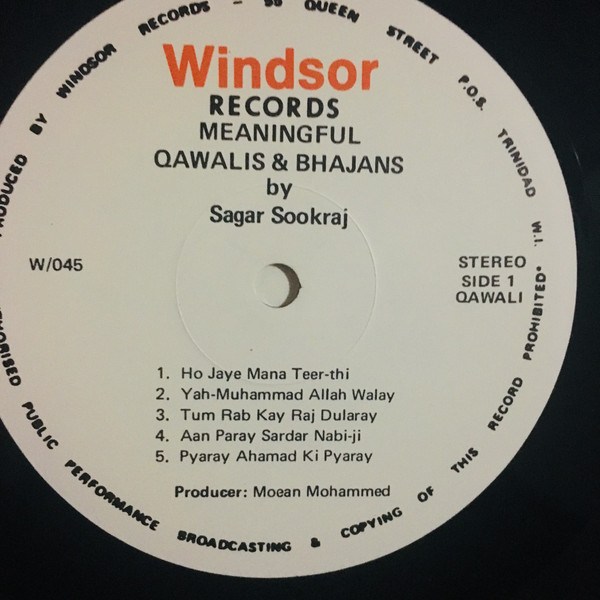 PRODUCED BY WINDSOR RECORDS - 55 QUEEN STREET P.O.S. TRINIDAD W.I.
Windsor
RECORDS
MEANINGFUL
QAWALIS & BHAJANS
by
Sagar Sookraj
W/045
STEREO
SIDE 1
QAWALI
1. Ho Jaye Mana Teer-thi
2. Yah-Muhammad Allah Walay
3. Tum Rab Kay Raj Dularay
4. Aan Paray Sardar Nabi-ji
5. Pyaray Ahamad Ki Pyaray
Producer: Moean Mohammed
PUBLIC PERFORMANCE BROADCASTING & COPYING OF THIS RECORD PROHIBITED